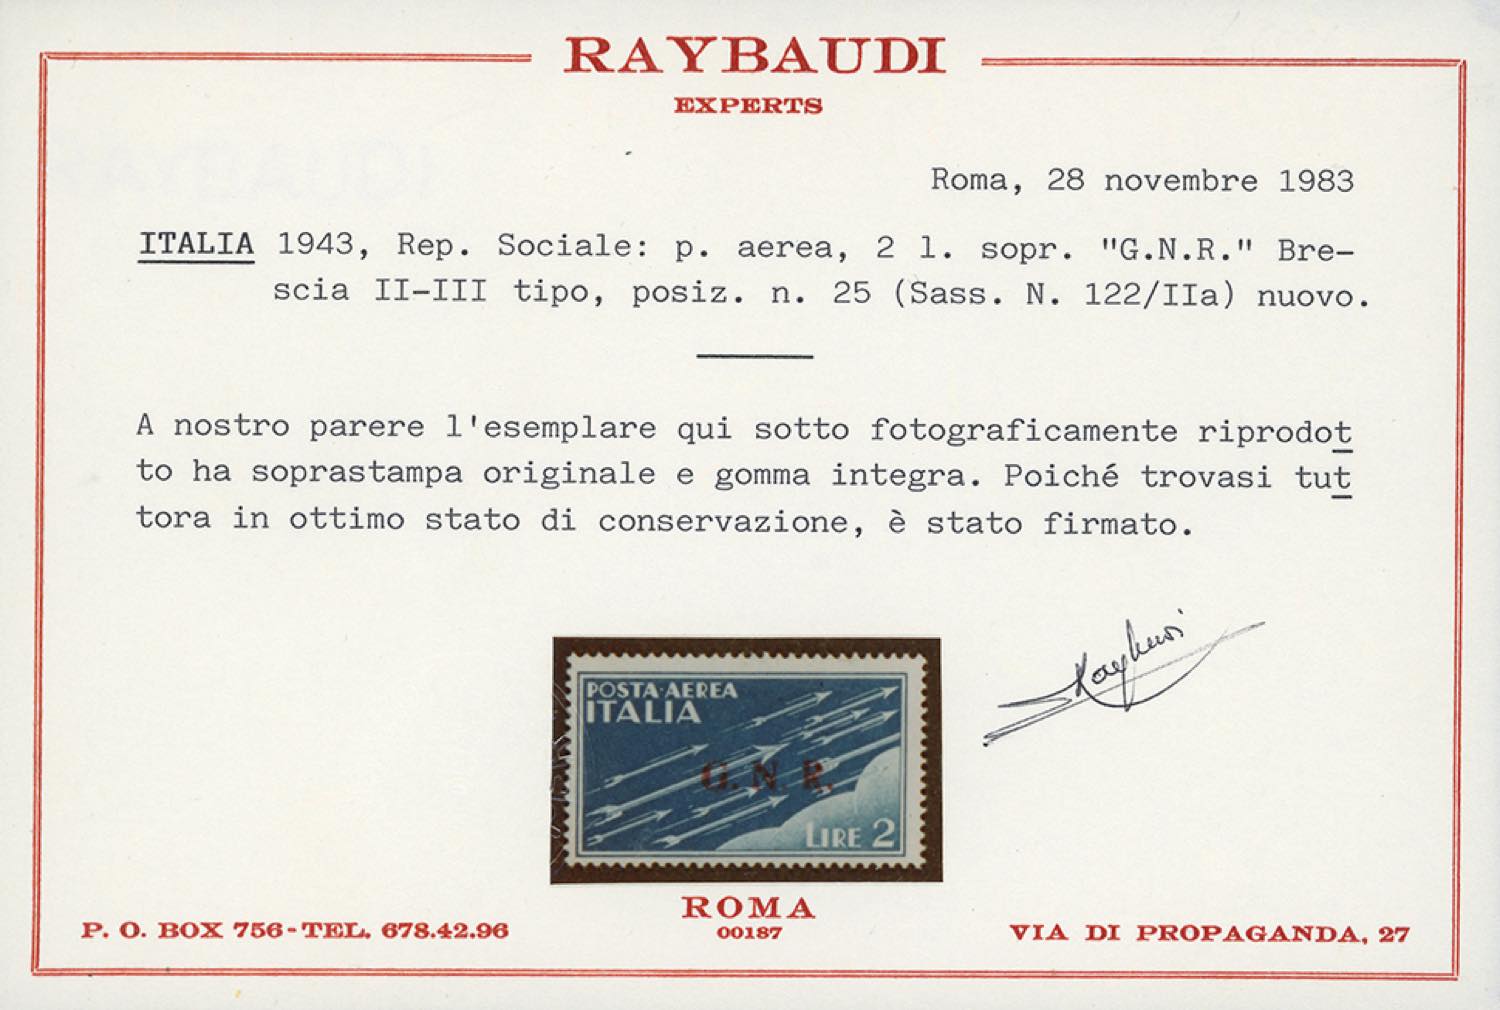 RAYBAUDI
EXPERTS
Roma, 28 novembre 1983
ITALIA 1943, Rep. Sociale: p. aerea, 2 l. sopr. "G.N.R." Bre-
scia II-III tipo, posiz. n. 25 (Sass. N. 122/IIa) nuovo.
A nostro parere l'esemplare qui sotto fotograficamente riprodot
to ha soprastampa originale e gomma integra. Poiché trovasi tut
tora in ottimo stato di conservazione, è stato firmato.
POSTA·AEREA
ITALIA
G. N. R.
LIRE 2
ROMA
00187
P. O. BOX 756-TEL. 678.42.96
VIA DI PROPAGANDA, 27